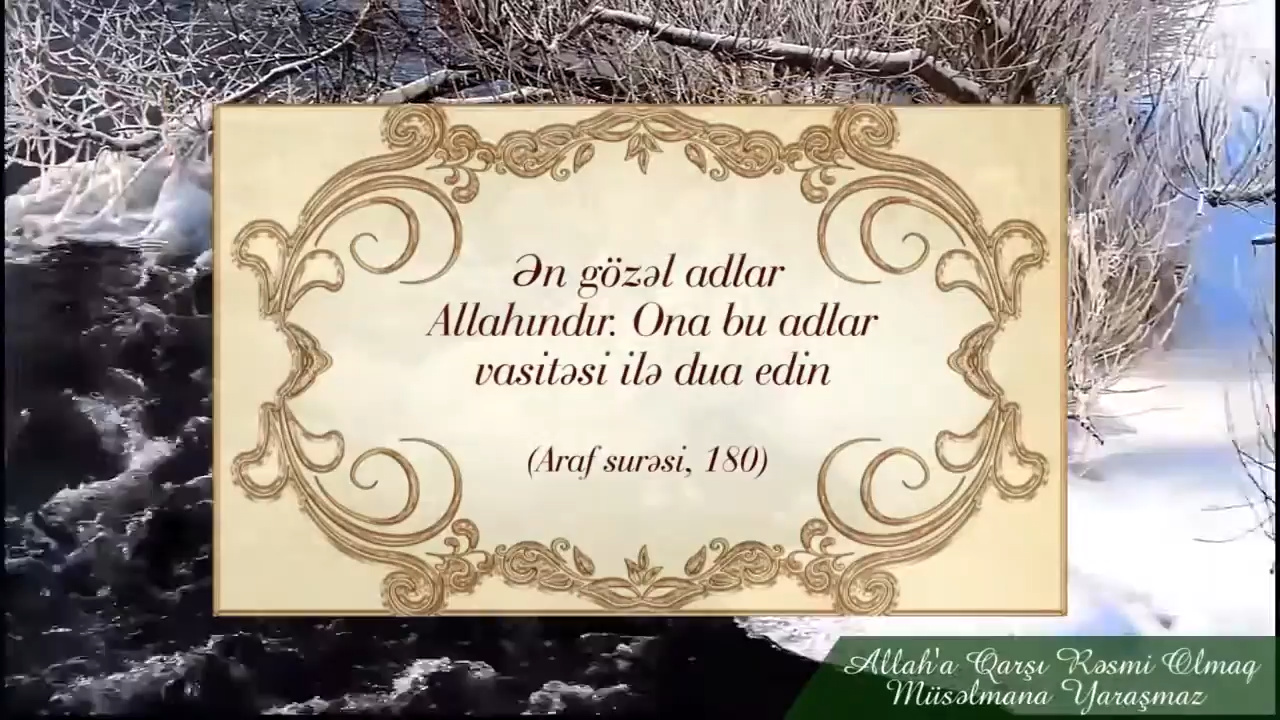 Ən gözəl adlar
Allahındır. Ona bu adlar
vasitəsi ilə dua edin
(Araf surəsi, 180)
Allah'a Qarşı Rəsmi Olmaq
Müsəlmana Yaraşmaz